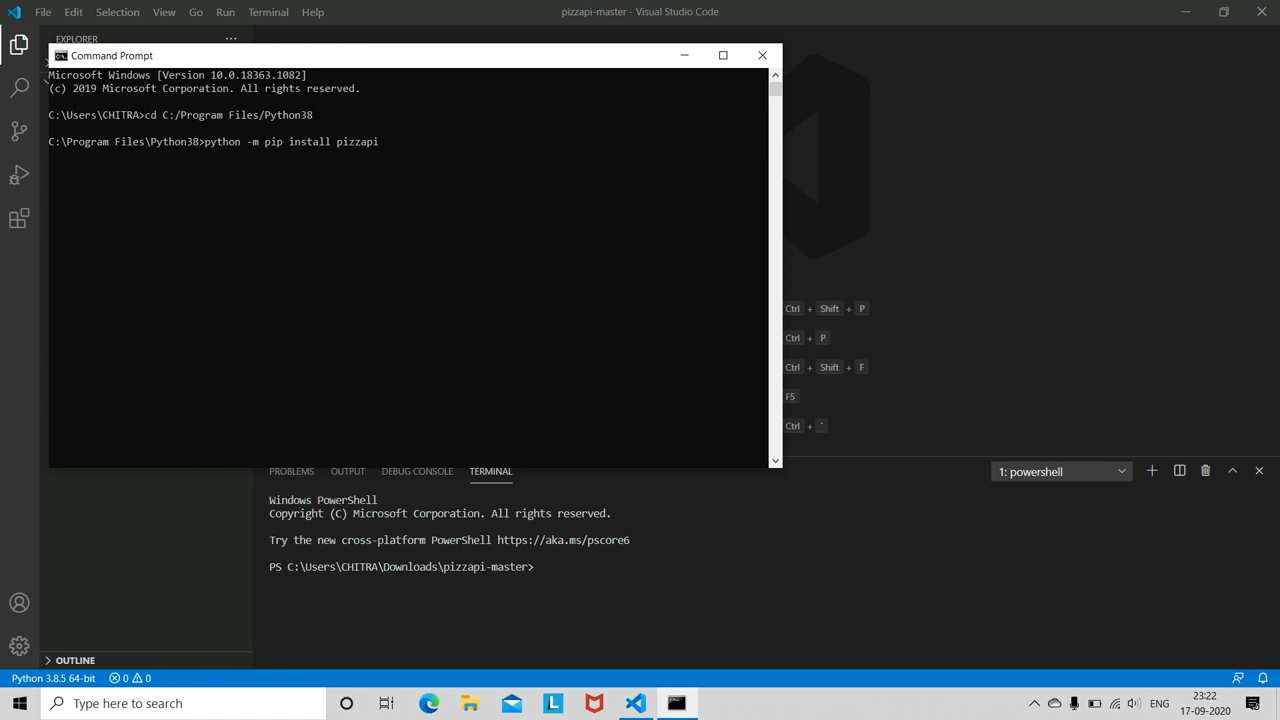 File Edit Selection View Go Run Terminal Help
pizzapi-master - Visual Studio Code
EXPLORER
Command Prompt
Microsoft Windows [Version 10.0.18363.1082]
(c) 2019 Microsoft Corporation. All rights reserved.
C:\Users\CHITRA>cd C:/Program Files/Python38
C:\Program Files\Python38>python -m pip install pizzapi
Ctrl + Shift + P
Ctrl + P
Ctrl + Shift + F
F5
Ctrl + `
PROBLEMS OUTPUT DEBUG CONSOLE TERMINAL
1: powershell
Windows PowerShell
Copyright (C) Microsoft Corporation. All rights reserved.
Try the new cross-platform PowerShell https://aka.ms/pscore6
PS C:\Users\CHITRA\Downloads\pizzapi-master>
OUTLINE
Python 3.8.5 64-bit 0 0
Type here to search
L
ENG
23:22
17-09-2020